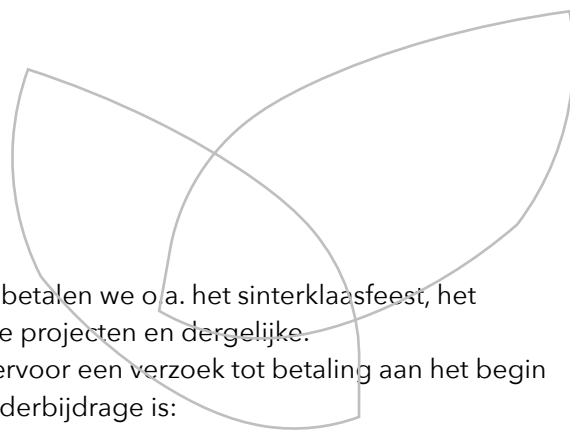 betalen we o.a. het sinterklaasfeest, het
e projecten en dergelijke.
ervoor een verzoek tot betaling aan het begin
derbijdrage is: